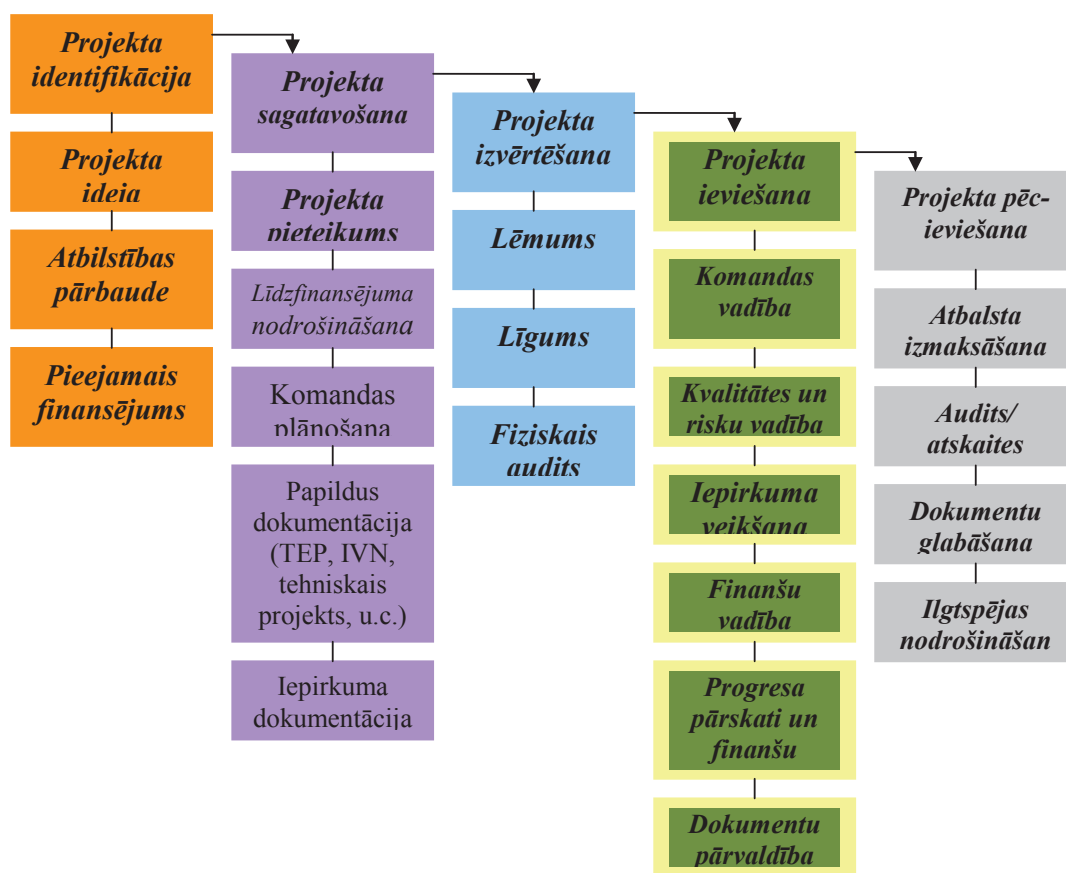 Projekta
identifikācija
Projekta
ideia
Atbilstības
pārbaude
Pieejamais
finansējums
Projekta
sagatavošana
Projekta
pieteikums
Līdzfinansējuma
nodrošināšana
Komandas
plānošana
Papildus
dokumentācija
(TEP, IVN,
tehniskais
projekts, u.c.)
Iepirkuma
dokumentācija
Projekta
izvērtēšana
Lēmums
Līgums
Fiziskais
audits
Projekta
ieviešana
Komandas
vadība
Kvalitātes un
risku vadība
Iepirkuma
veikšana
Finanšu
vadība
Progresa
pārskati un
finanšu
Dokumentu
pārvaldība
Projekta pēc-
ieviešana
Atbalsta
izmaksāšana
Audits/
atskaites
Dokumentu
glabāšana
Ilgtspējas
nodrošināšan